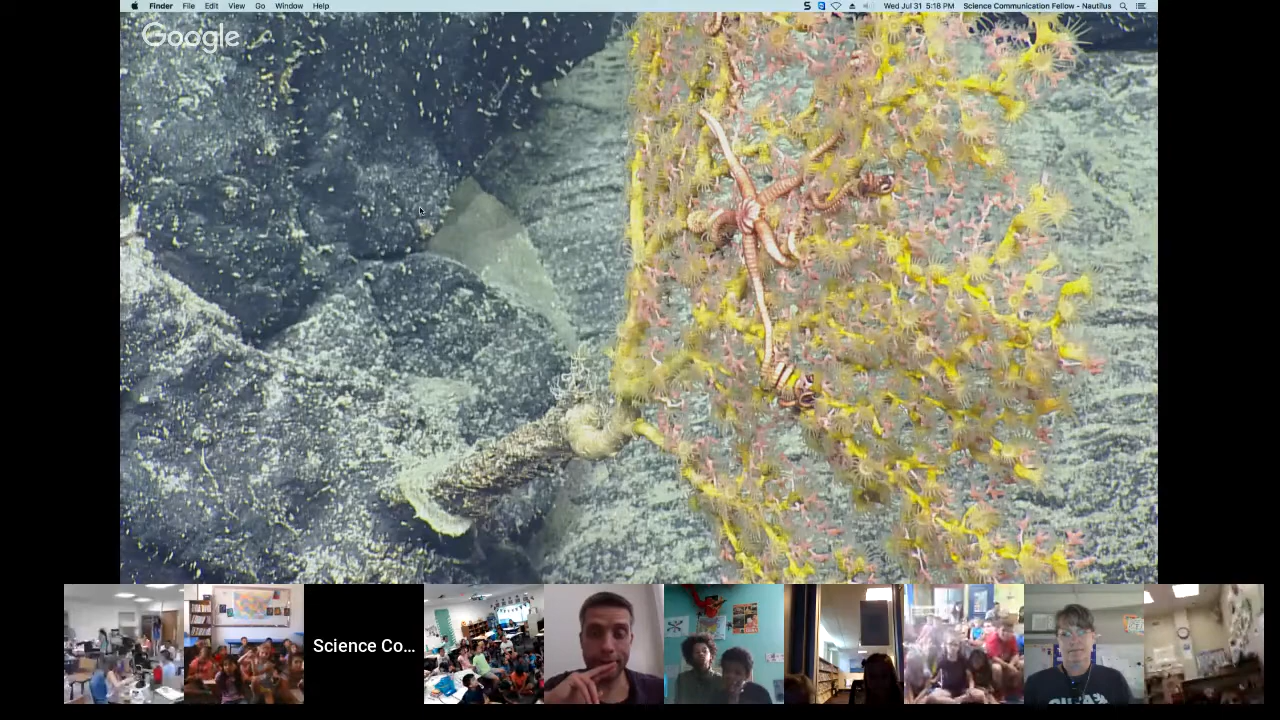 Finder File Edit View Go Window Help
S Wed Jul 31 5:18 PM Science Communication Fellow - Nautilus
Google
Science Co...